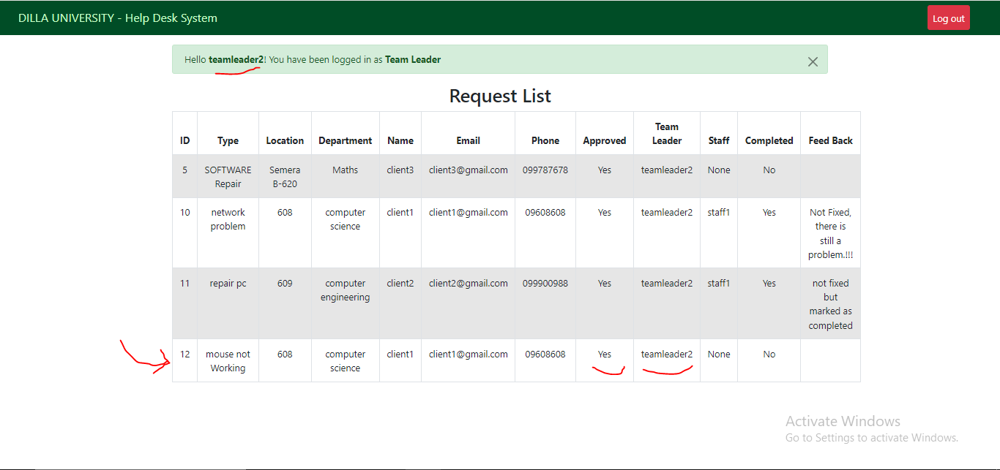 DILLA UNIVERSITY - Help Desk System
Log out
Hello teamleader2! You have been logged in as Team Leader
Request List
ID Type Location Department Name Email Phone Approved Team Leader Staff Completed Feed Back
5 SOFTWARE Repair Semera B-620 Maths client3 client3@gmail.com 099787678 Yes teamleader2 None No
10 network problem 608 computer science client1 client1@gmail.com 09608608 Yes teamleader2 staff1 Yes Not Fixed, there is still a problem.!!!
11 repair pc 609 computer engineering client2 client2@gmail.com 099900988 Yes teamleader2 staff1 Yes not fixed but marked as completed
12 mouse not Working 608 computer science client1 client1@gmail.com 09608608 Yes teamleader2 None No
Activate Windows
Go to Settings to activate Windows.